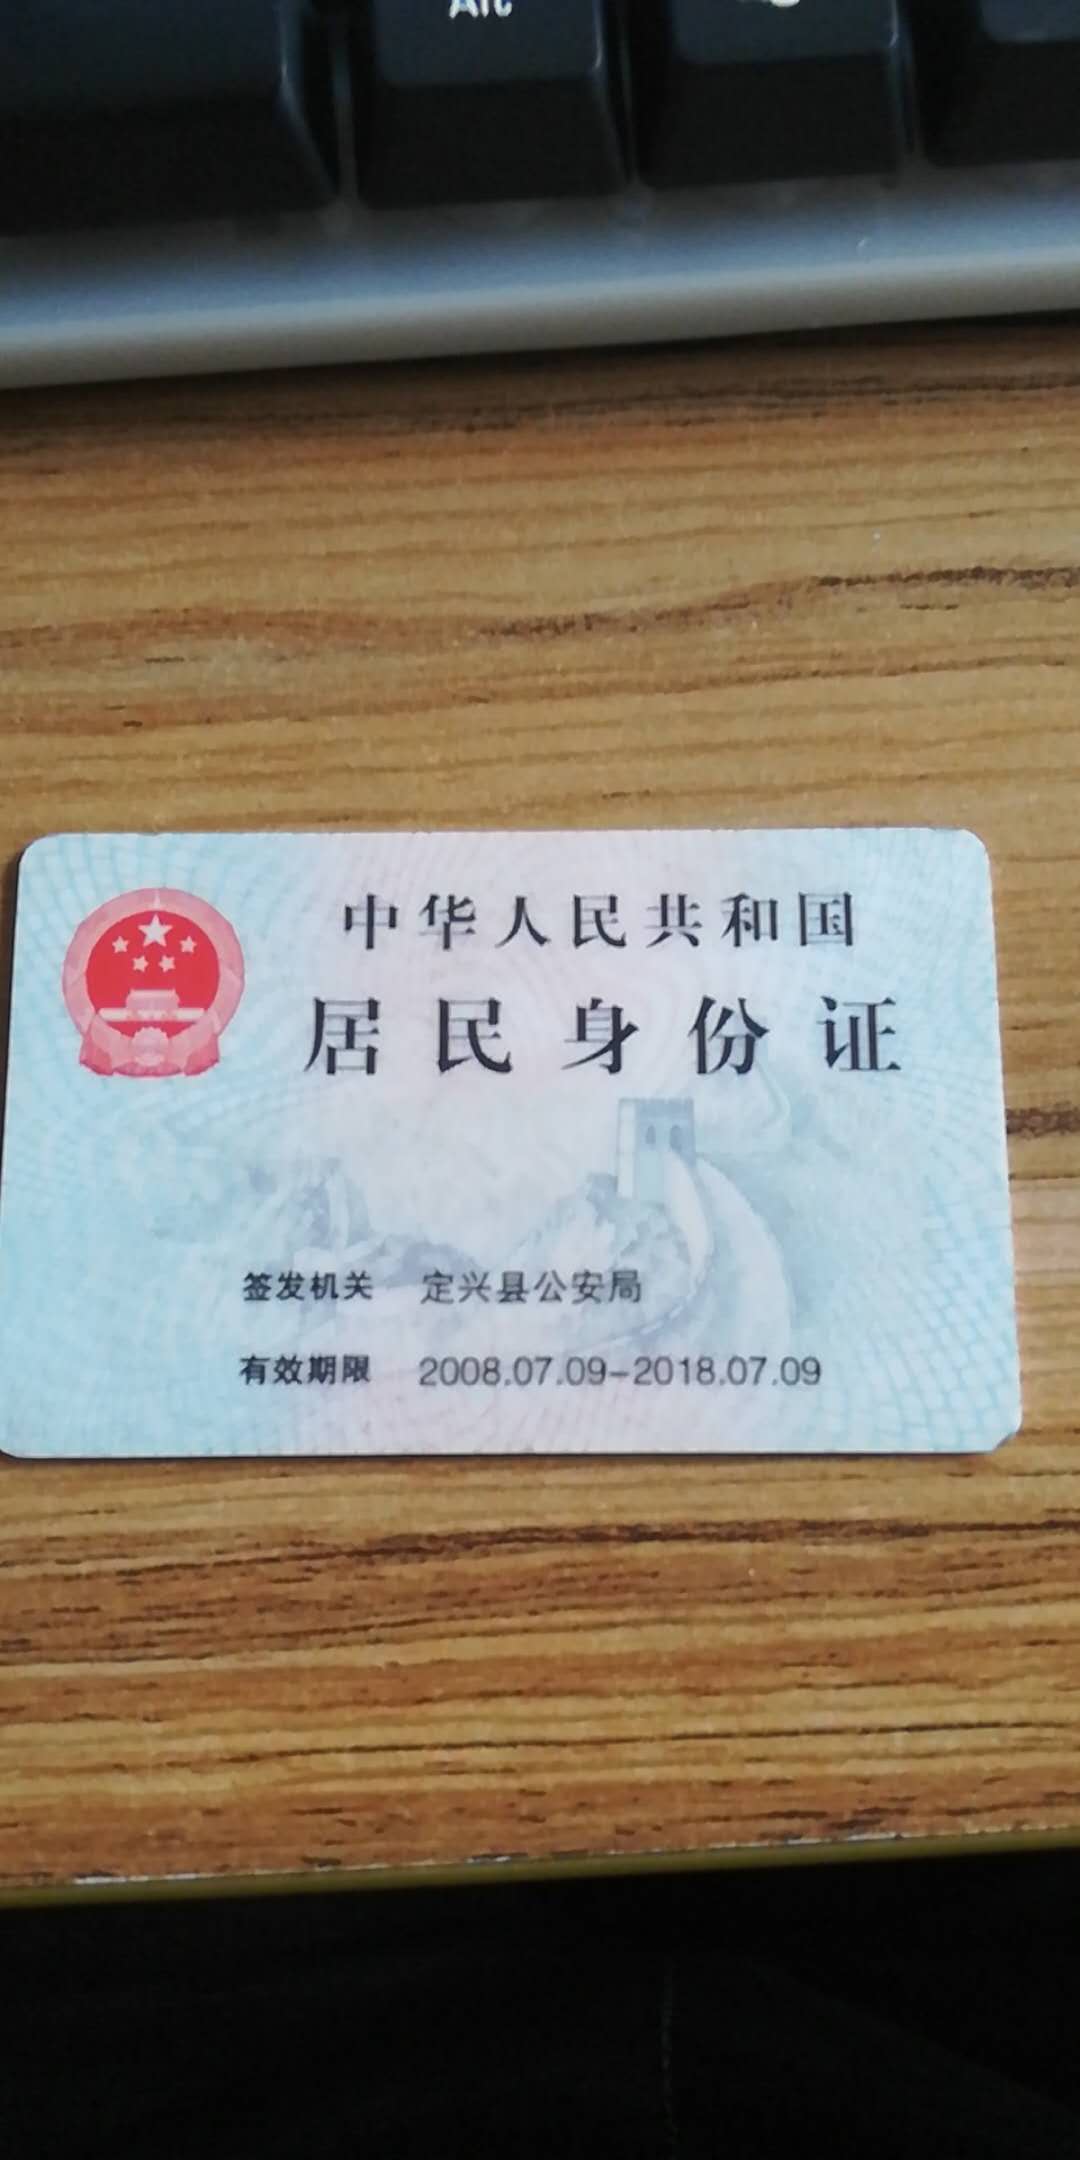 Alt
中华人民共和国
居民身份证
签发机关 定兴县公安局
有效期限 2008.07.09-2018.07.09